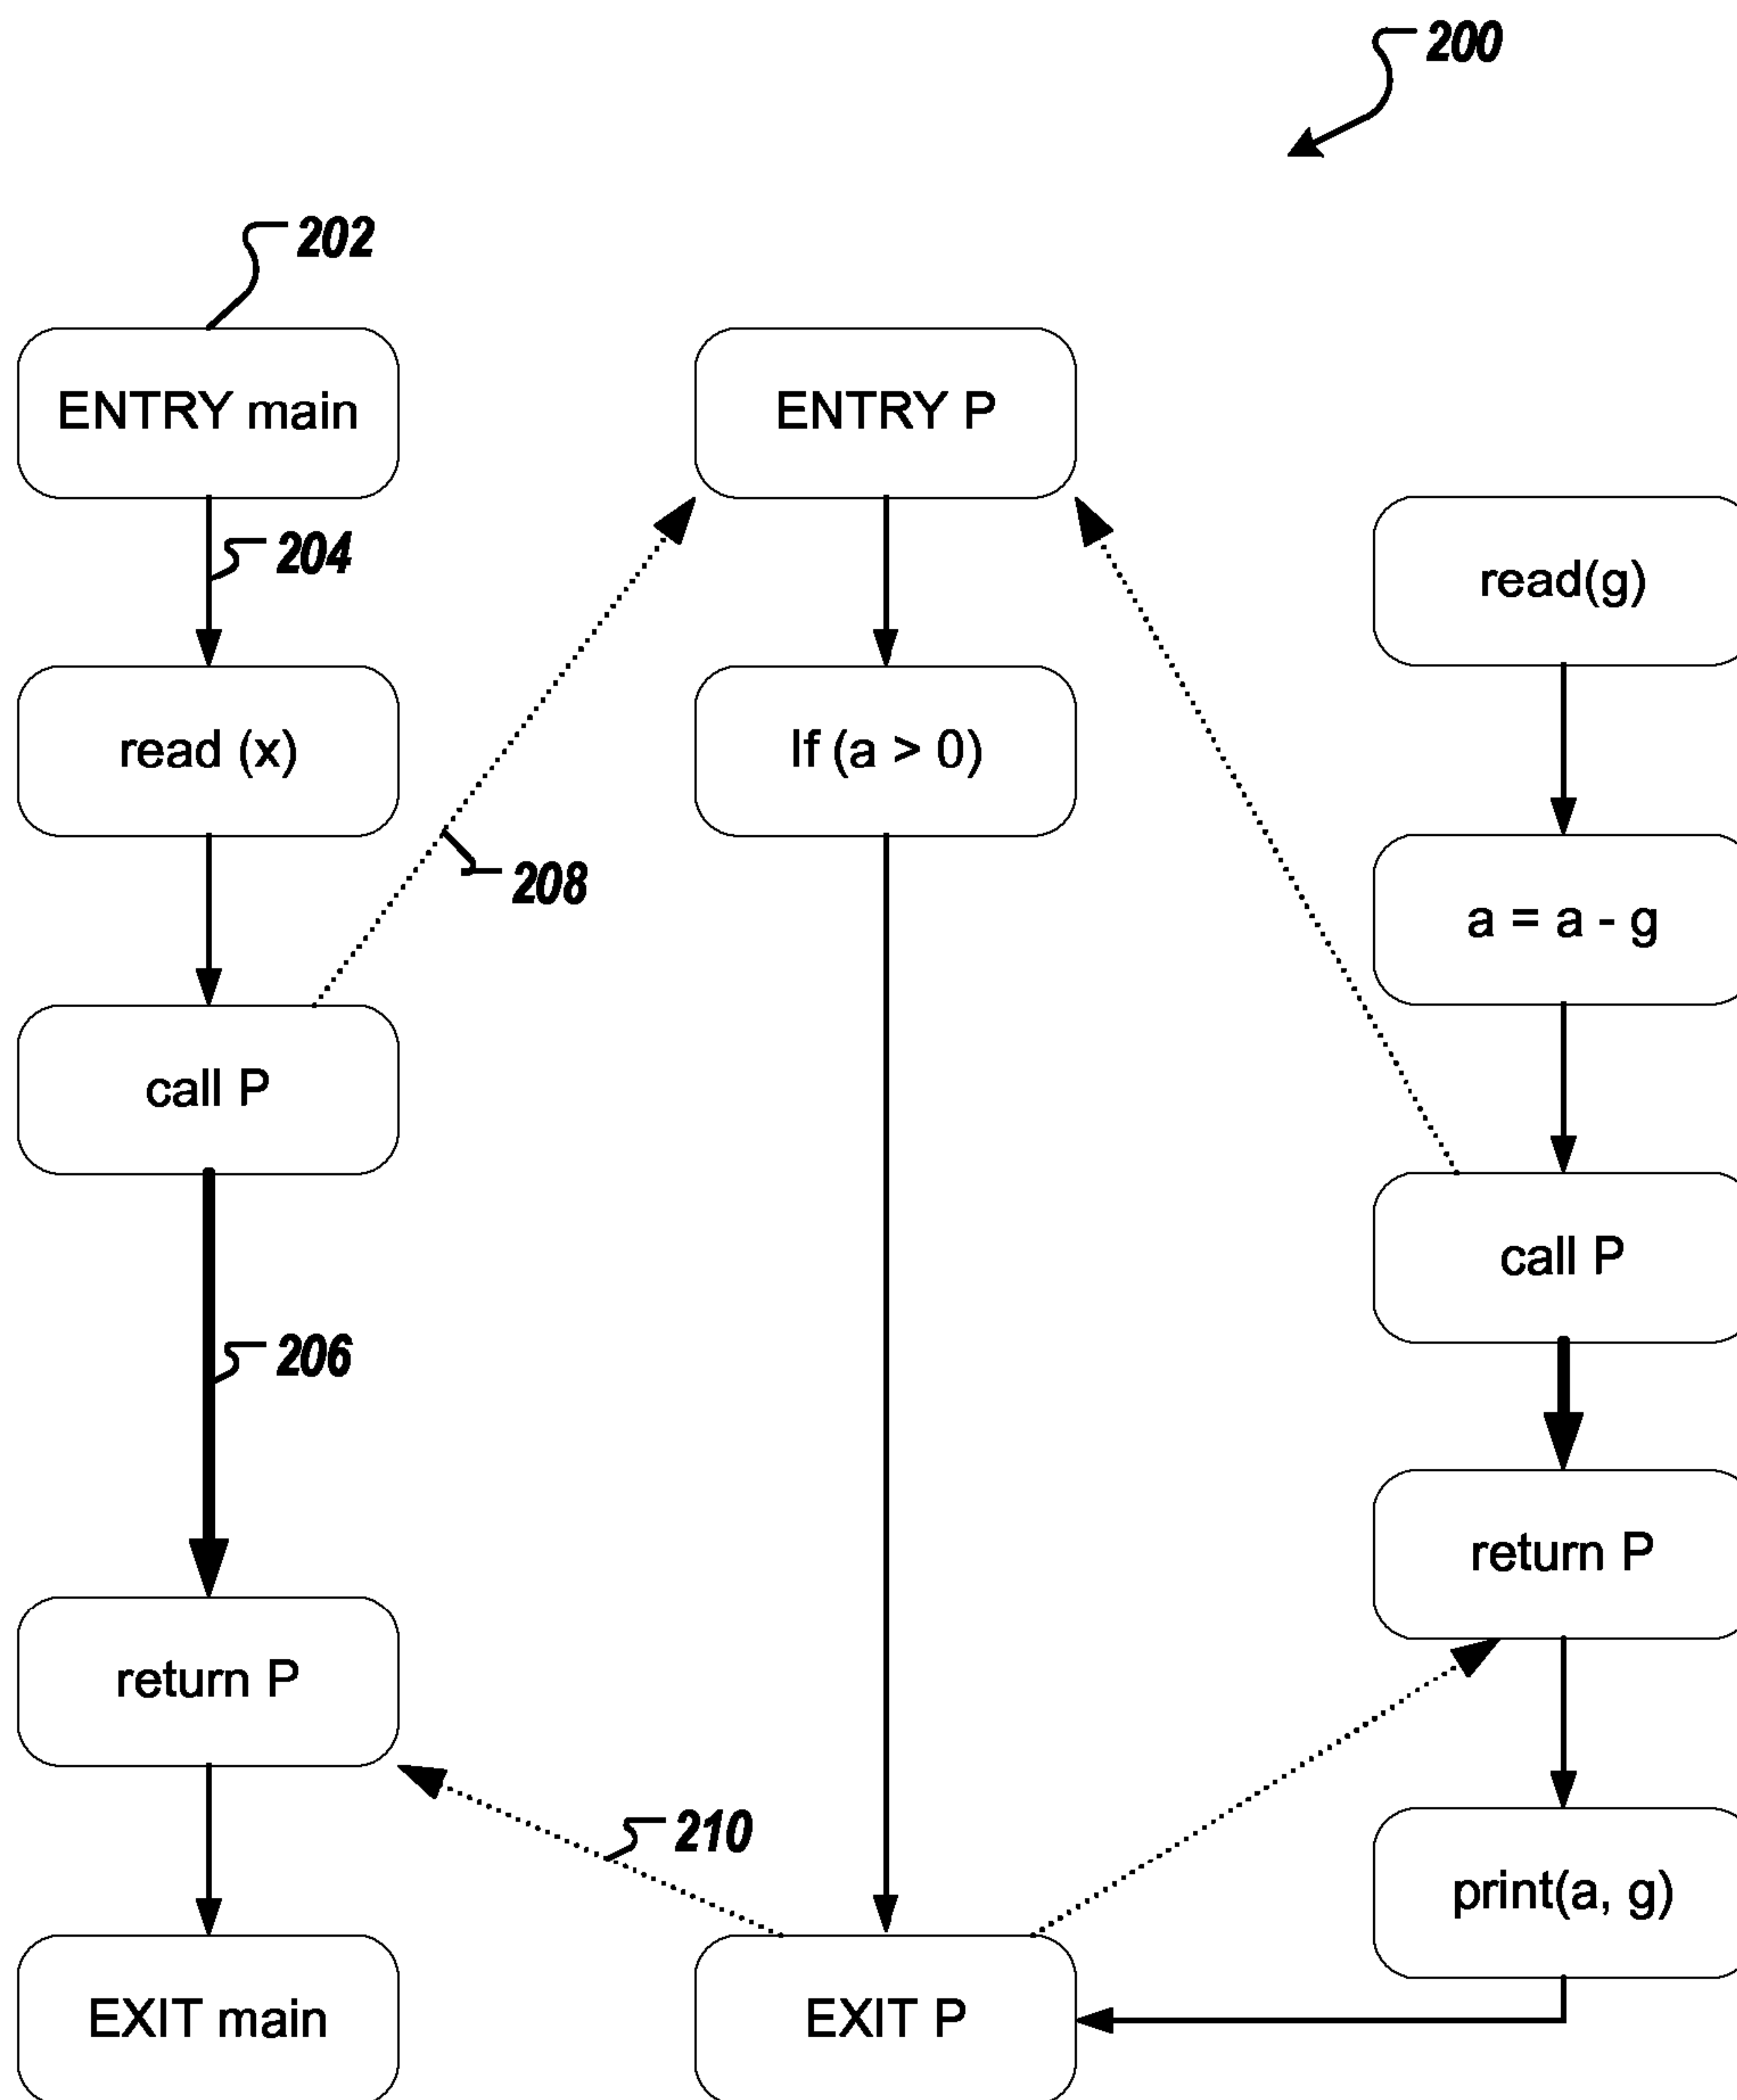 200
202
ENTRY main
ENTRY P
204
read(g)
read (x)
If (a > 0)
208
a = a - g
call P
call P
206
return P
return P
210
print(a, g)
EXIT main
EXIT P